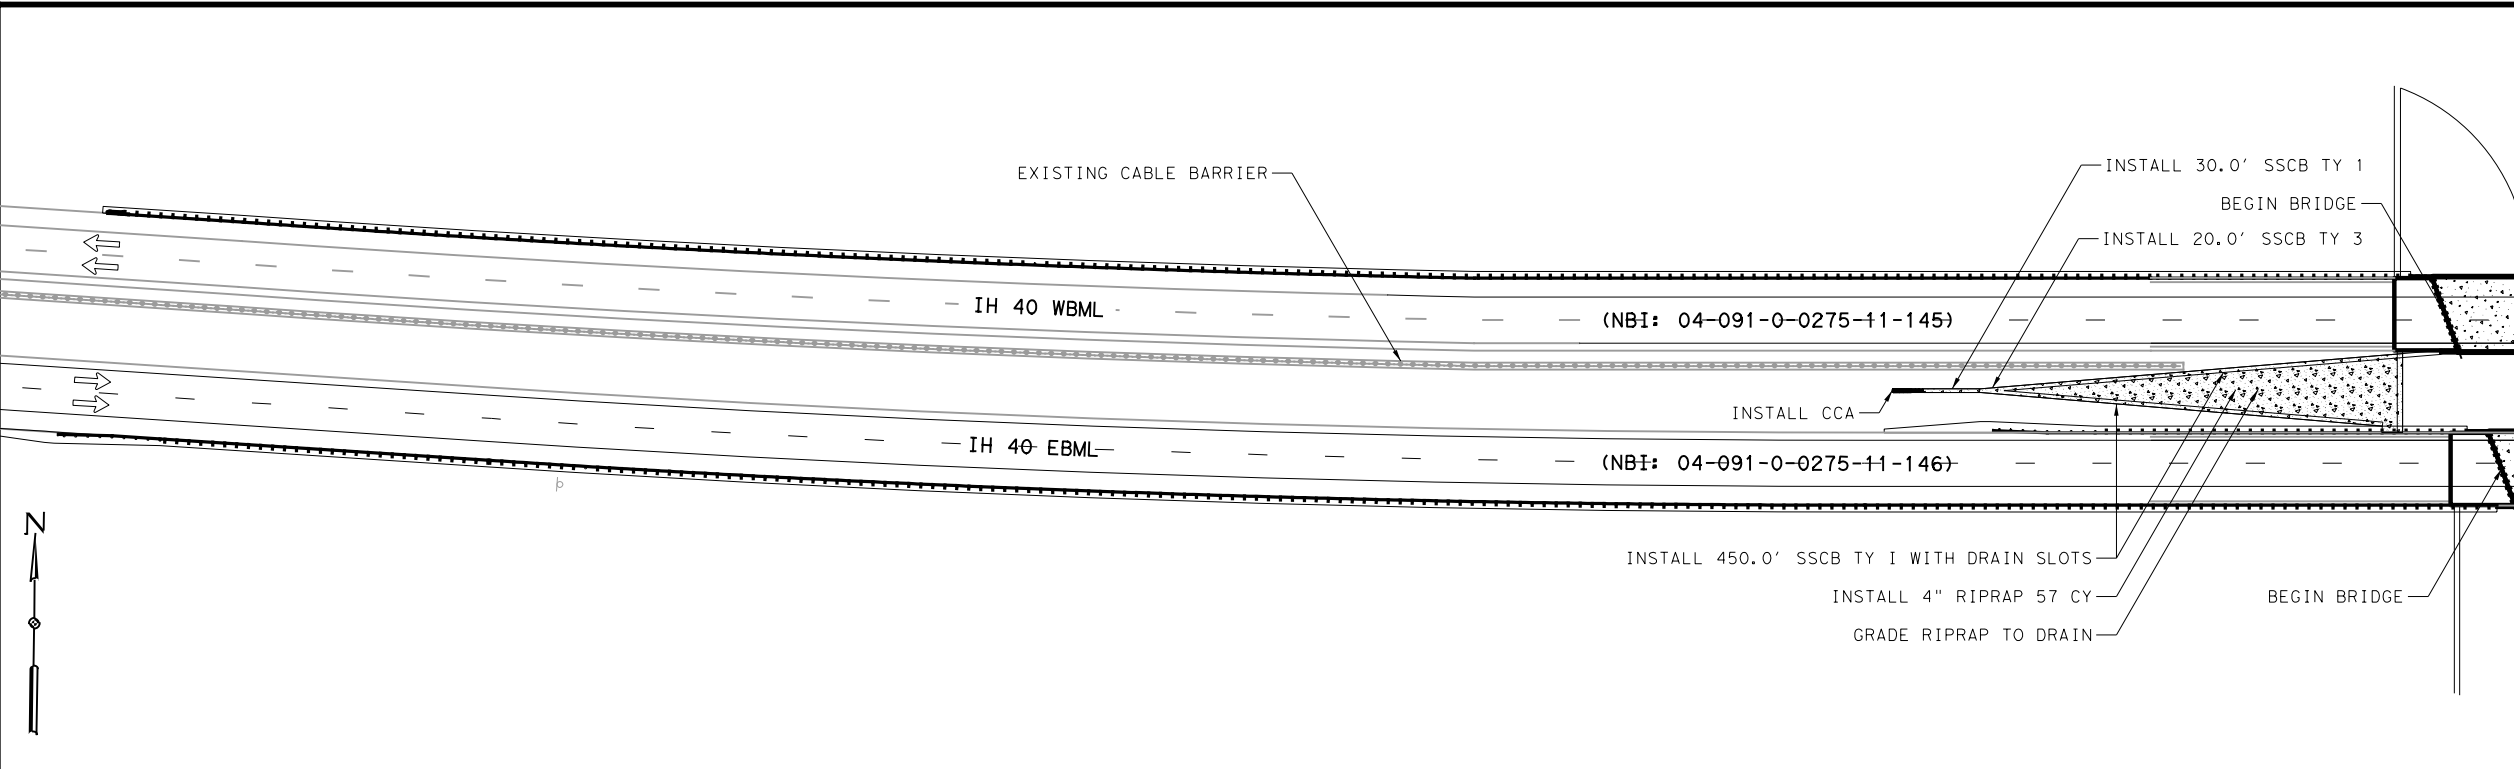 EXISTING CABLE BARRIER
INSTALL 30.0' SSCB TY 1
BEGIN BRIDGE
INSTALL 20.0' SSCB TY 3
IH 40 WBML
(NBI: 04-091-0-0275-11-145)
INSTALL CCA
IH 40 EBML
(NBI: 04-091-0-0275-11-146)
N
INSTALL 450.0' SSCB TY I WITH DRAIN SLOTS
INSTALL 4" RIPRAP 57 CY
BEGIN BRIDGE
GRADE RIPRAP TO DRAIN